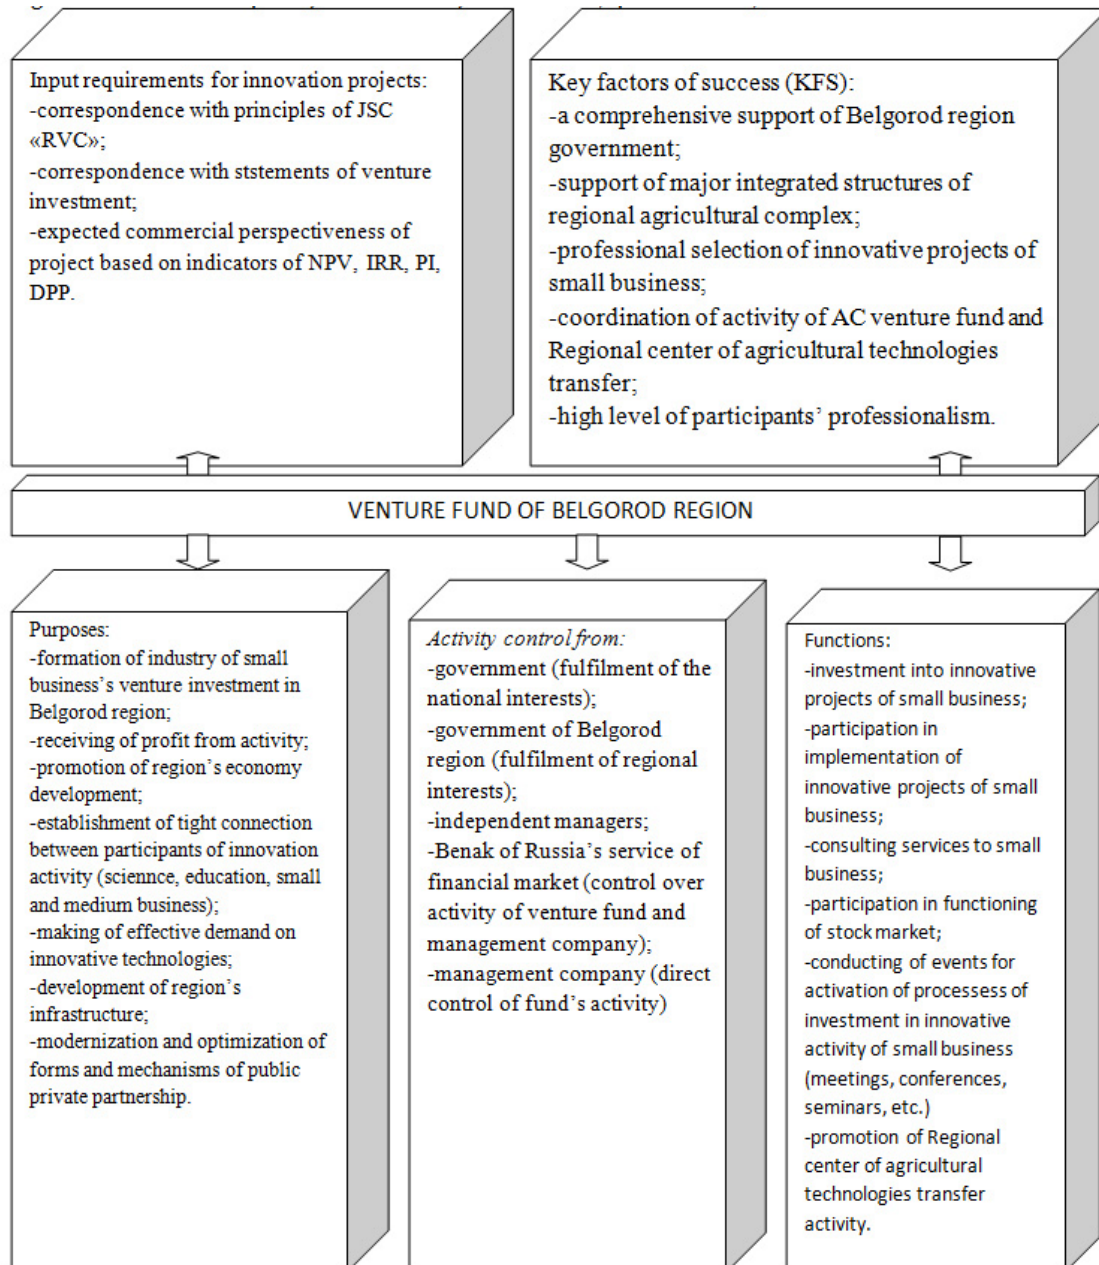 Input requirements for innovation projects:
-correspondence with principles of JSC
«RVC»;
-correspondence with ststements of venture
investment;
-expected commercial perspectiveness of
project based on indicators of NPV, IRR, PI,
DPP.
Key factors of success (KFS):
-a comprehensive support of Belgorod region
government;
-support of major integrated structures of
regional agricultural complex;
-professional selection of innovative projects of
small business;
-coordination of activity of AC venture fund and
Regional center of agricultural technologies
transfer;
-high level of participants’ professionalism.
VENTURE FUND OF BELGOROD REGION
Purposes:
-formation of industry of small
business’s venture investment in
Belgorod region;
-receiving of profit from activity;
-promotion of region’s economy
development;
-establishment of tight connection
between participants of innovation
activity (sciennce, education, small
and medium business);
-making of effective demand on
innovative technologies;
-development of region’s
infrastructure;
-modernization and optimization of
forms and mechanisms of public
private partnership.
Activity control from:
-government (fulfilment of the
national interests);
-government of Belgorod
region (fulfilment of regional
interests);
-independent managers;
-Benak of Russia’s service of
financial market (control over
activity of venture fund and
management company);
-management company (direct
control of fund’s activity)
Functions:
-investment into innovative
projects of small business;
-participation in
implementation of
innovative projects of small
business;
-consulting services to small
business;
-participation in functioning
of stock market;
-conducting of events for
activation of processess of
investment in innovative
activity of small business
(meetings, conferences,
seminars, etc.)
-promotion of Regional
center of agricultural
technologies transfer
activity.